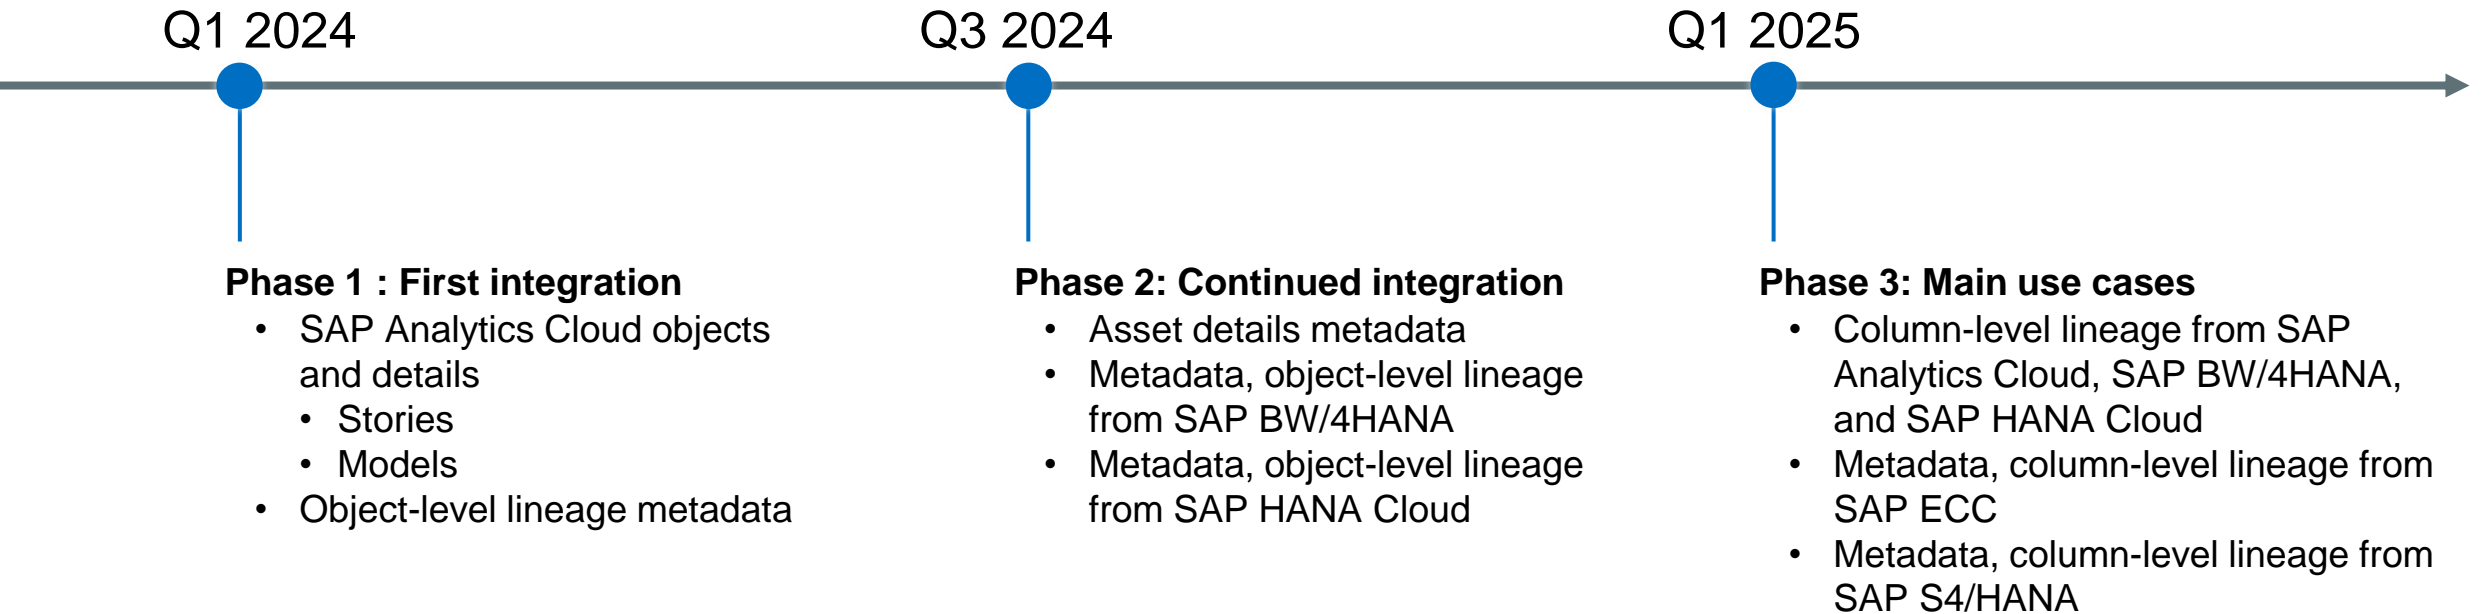 Q1 2024
Q3 2024
Q1 2025
Phase 1 : First integration
• SAP Analytics Cloud objects
and details
• Stories
• Models
• Object-level lineage metadata
Phase 2: Continued integration
• Asset details metadata
• Metadata, object-level lineage
from SAP BW/4HANA
• Metadata, object-level lineage
from SAP HANA Cloud
Phase 3: Main use cases
• Column-level lineage from SAP
Analytics Cloud, SAP BW/4HANA,
and SAP HANA Cloud
• Metadata, column-level lineage from
SAP ECC
• Metadata, column-level lineage from
SAP S4/HANA